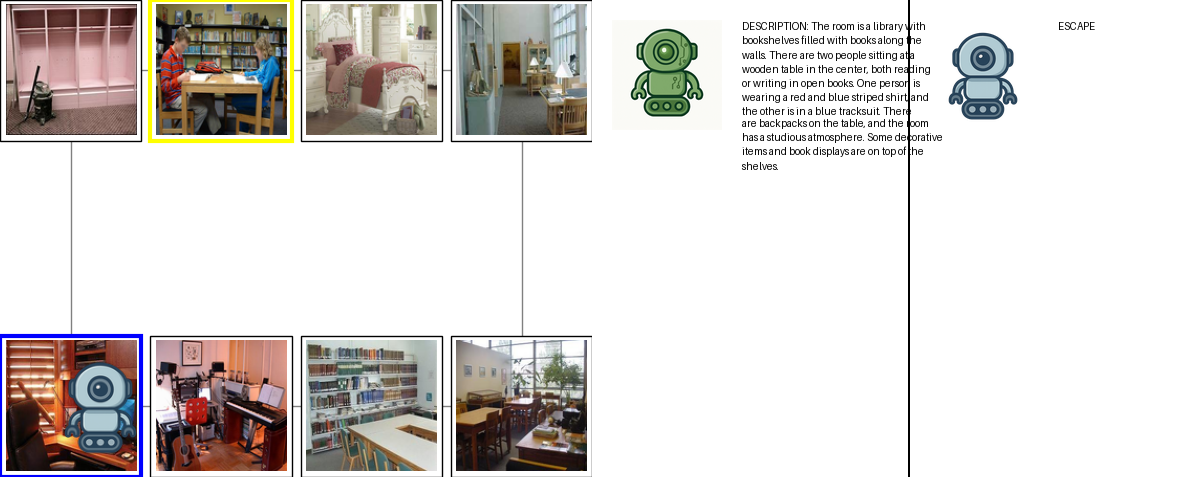 DESCRIPTION: The room is a library with
bookshelves filled with books along the
walls. There are two people sitting at a
wooden table in the center, both reading
or writing in open books. One person is
wearing a red and blue striped shirt, and
the other is in a blue tracksuit. There
are backpacks on the table, and the room
has a studious atmosphere. Some decorative
items and book displays are on top of the
shelves.
ESCAPE